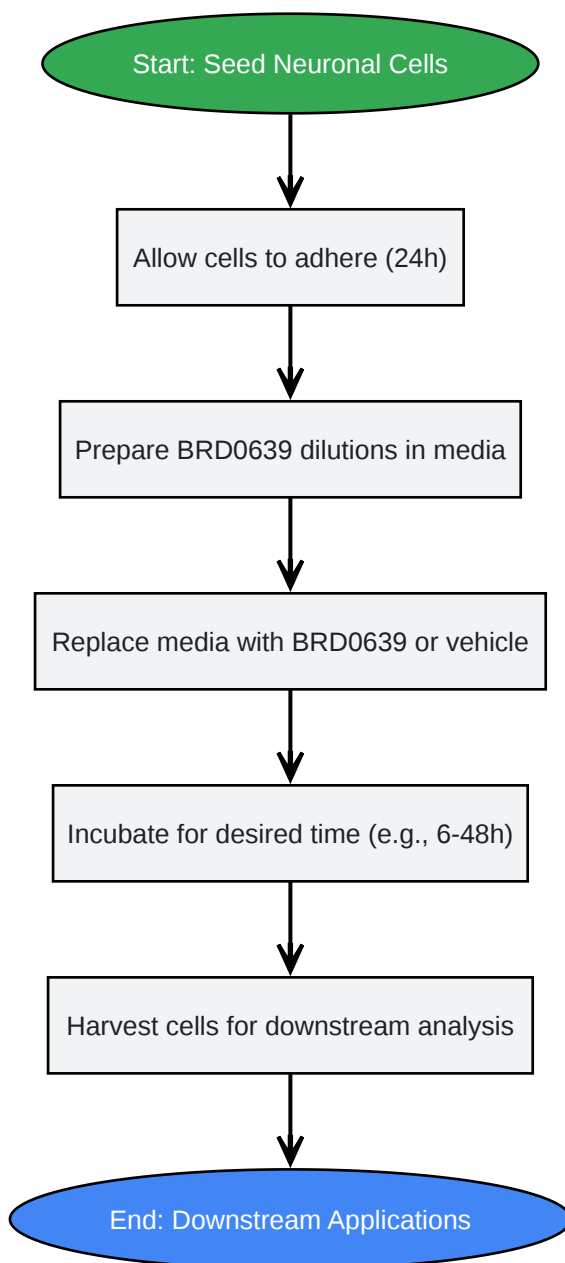 Start: Seed Neuronal Cells
Allow cells to adhere (24h)
Prepare BRD0639 dilutions in media
Replace media with BRD0639 or vehicle
Incubate for desired time (e.g., 6-48h)
Harvest cells for downstream analysis
End: Downstream Applications